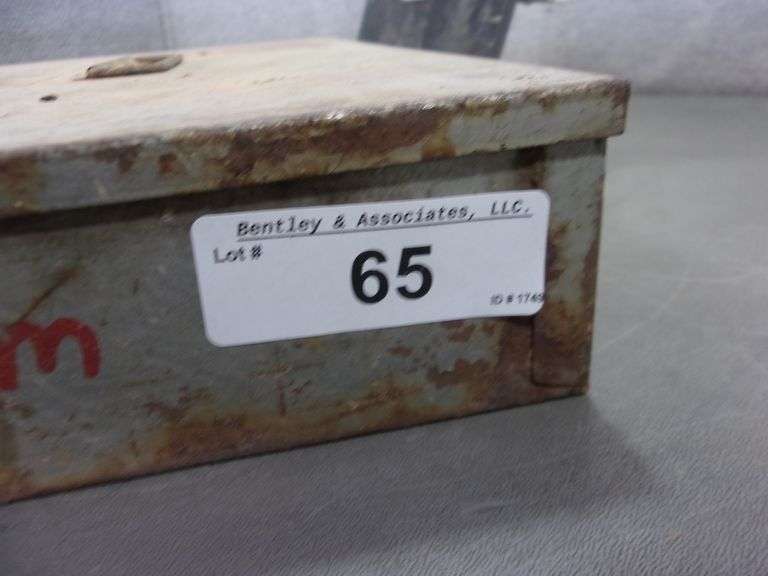 Bentley & Associates, LLC.
Lot #
65
ID # 1749
m